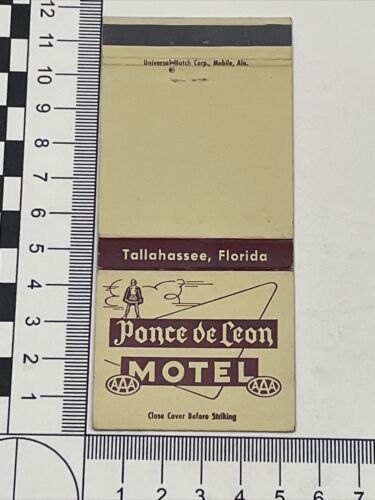 12
11
10
9
8
7
6
5
4
3
2
1
Universal Match Corp., Mobile, Ala.
Tallahassee, Florida
Ponce de Leon
MOTEL
AAA AAA
Close Cover Before Striking
1 2 3 4 5 6 7